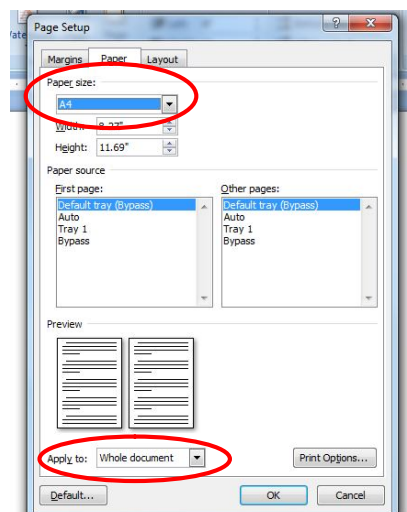 Page Setup
Margins Paper Layout
Paper size:
A4
Width: 8.27"
Height: 11.69"
Paper source
First page: Other pages:
Default tray (Bypass) Default tray (Bypass)
Auto Auto
Tray 1 Tray 1
Bypass Bypass
Preview
Apply to: Whole document Print Options...
Default... OK Cancel